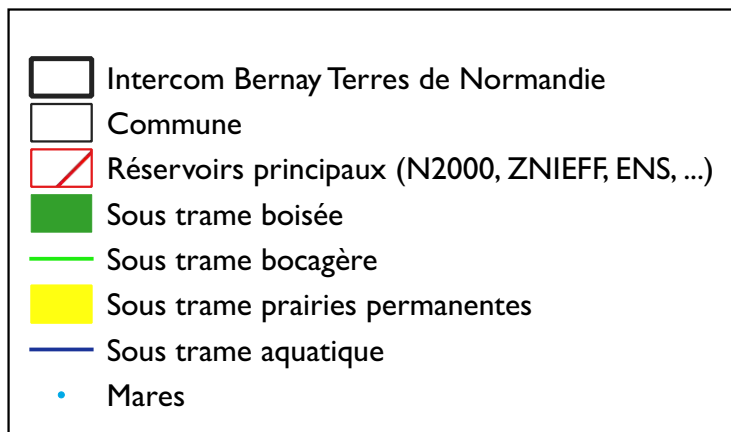 Intercom Bernay Terres de Normandie
Commune
Réservoirs principaux (N2000, ZNIEFF, ENS, ...)
Sous trame boisée
Sous trame bocagère
Sous trame prairies permanentes
Sous trame aquatique
Mares